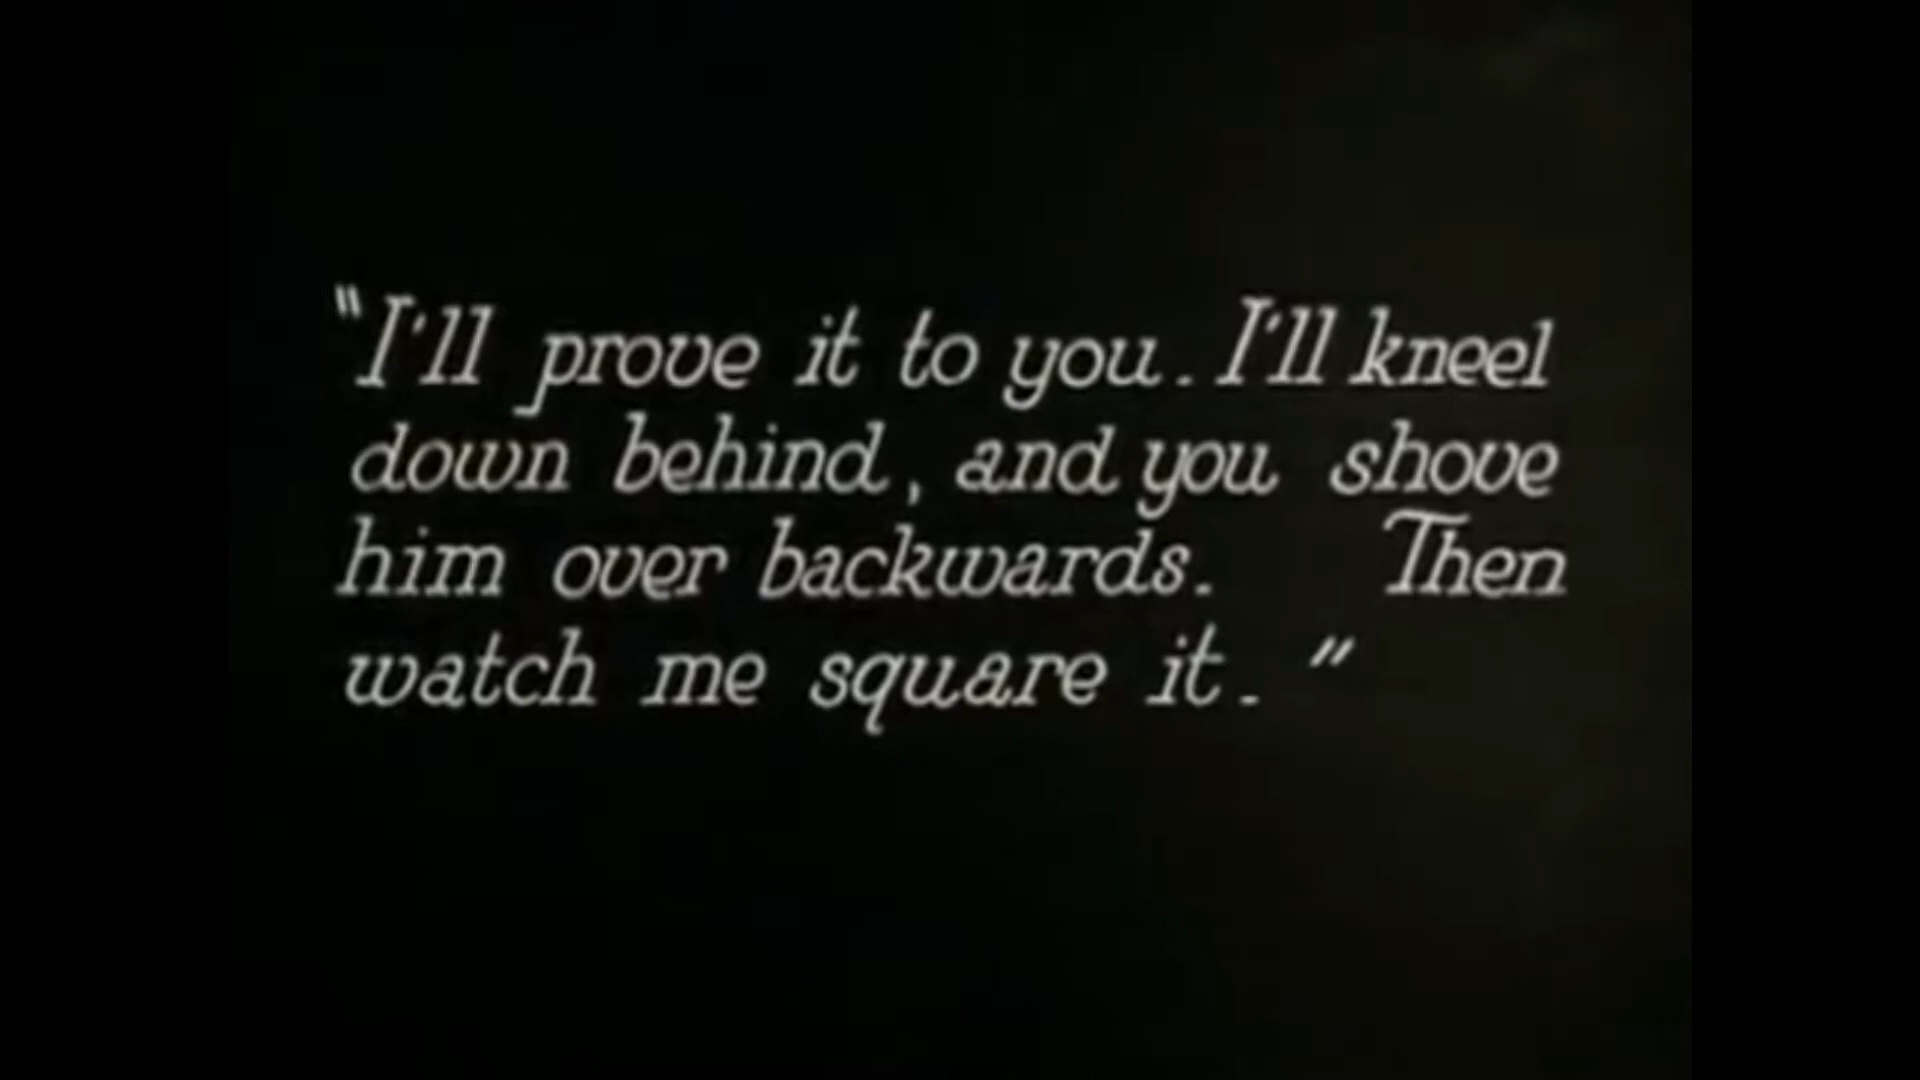 "I'll prove it to you. I'll kneel
down behind, and you shove
him over backwards. Then
watch me square it."